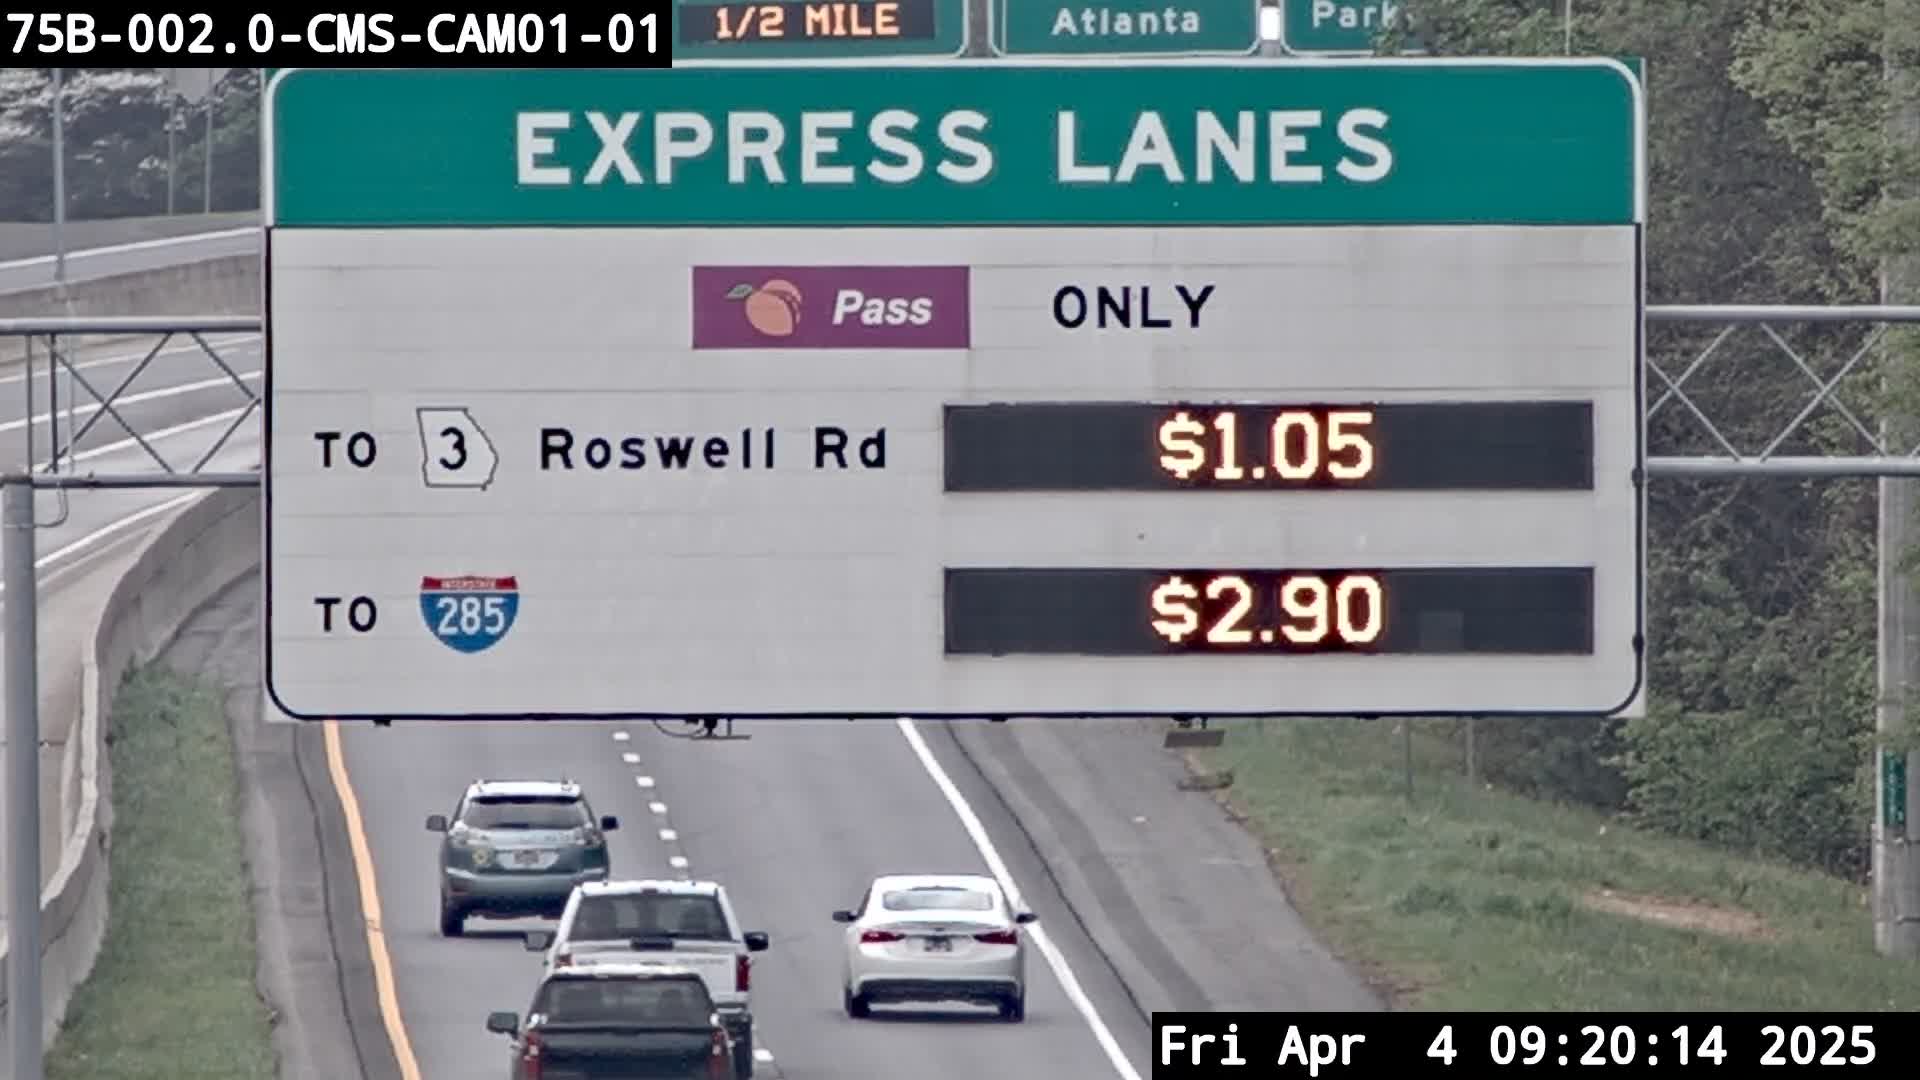 75B-002.0-CMS-CAM01-01
1/2 MILE
Atlanta
Park
EXPRESS LANES
Pass ONLY
TO 3 Roswell Rd $1.05
INTERSTATE
TO 285 $2.90
Fri Apr 4 09:20:14 2025